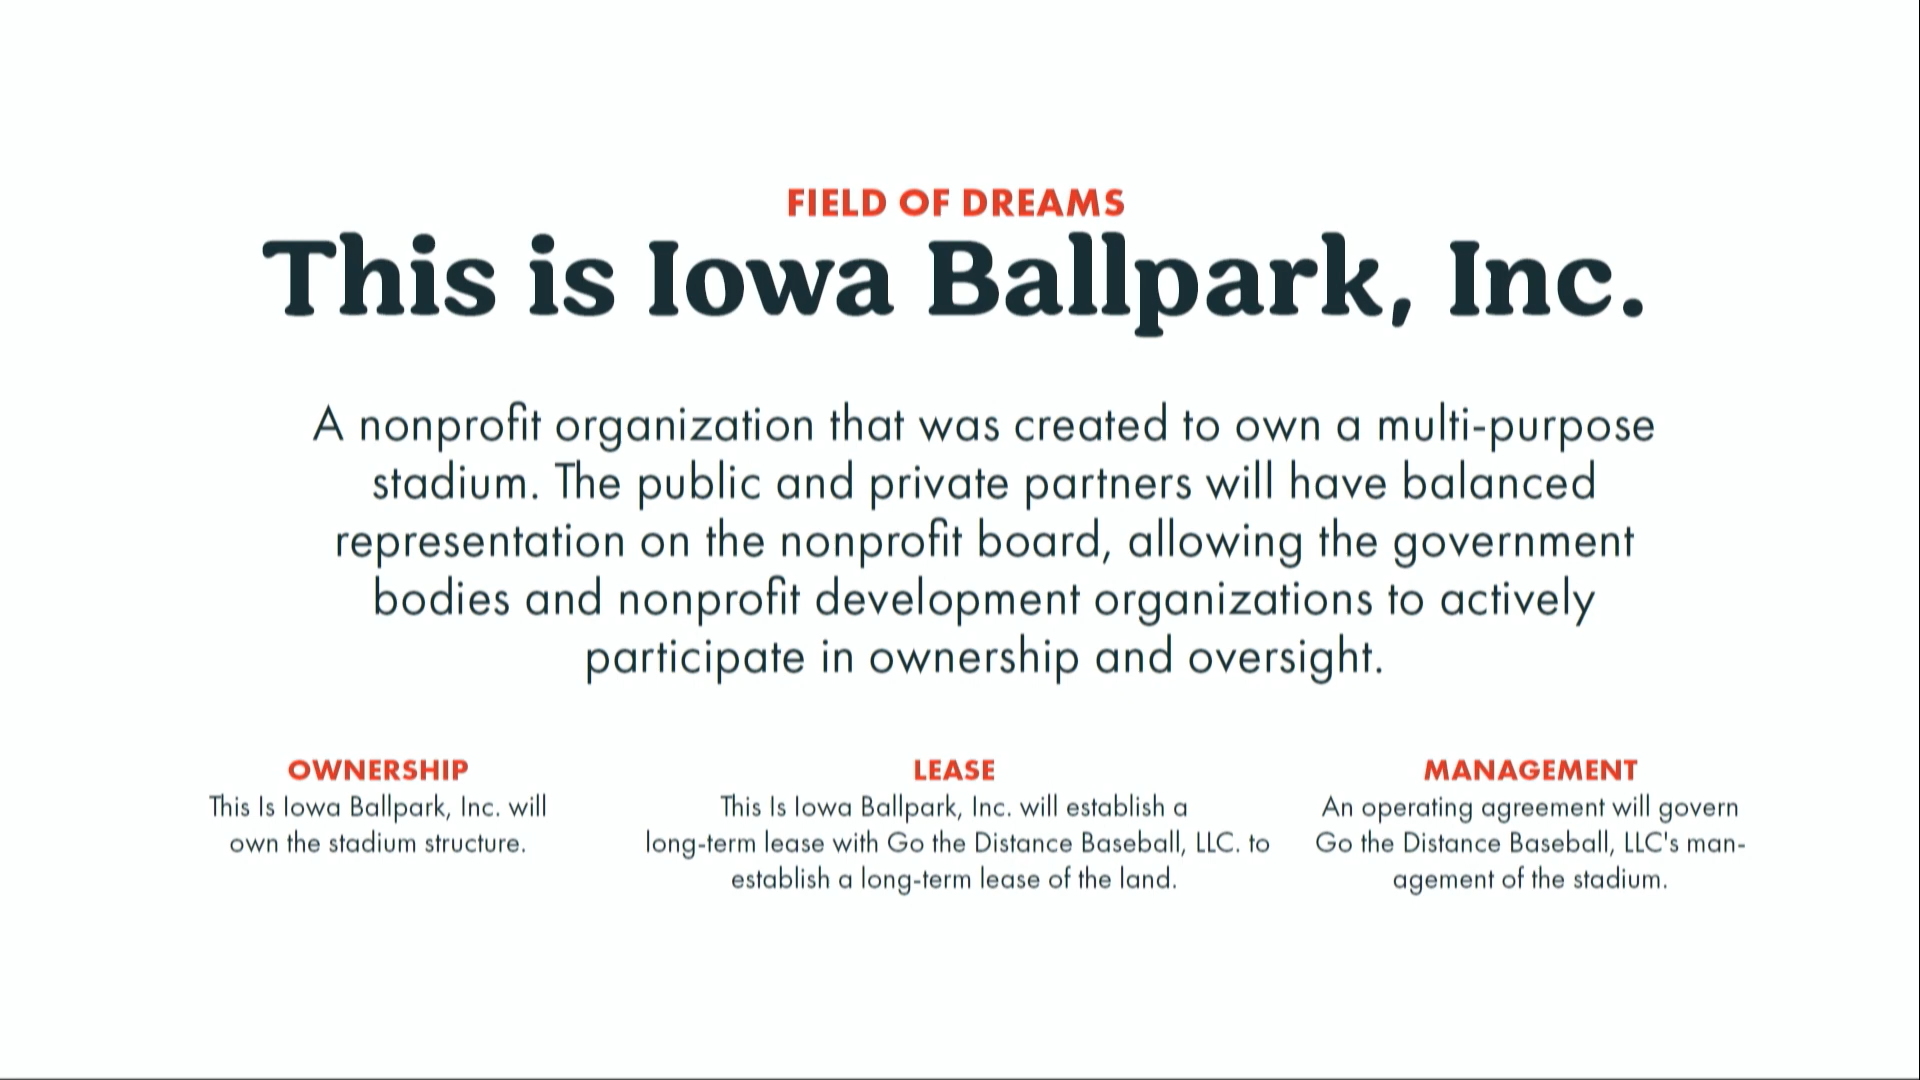 FIELD OF DREAMS
This is Iowa Ballpark, Inc.
A nonprofit organization that was created to own a multi-purpose
stadium. The public and private partners will have balanced
representation on the nonprofit board, allowing the government
bodies and nonprofit development organizations to actively
participate in ownership and oversight.
OWNERSHIP
This Is Iowa Ballpark, Inc. will
own the stadium structure.
LEASE
This Is Iowa Ballpark, Inc. will establish a
long-term lease with Go the Distance Baseball, LLC. to
establish a long-term lease of the land.
MANAGEMENT
An operating agreement will govern
Go the Distance Baseball, LLC's man-
agement of the stadium.